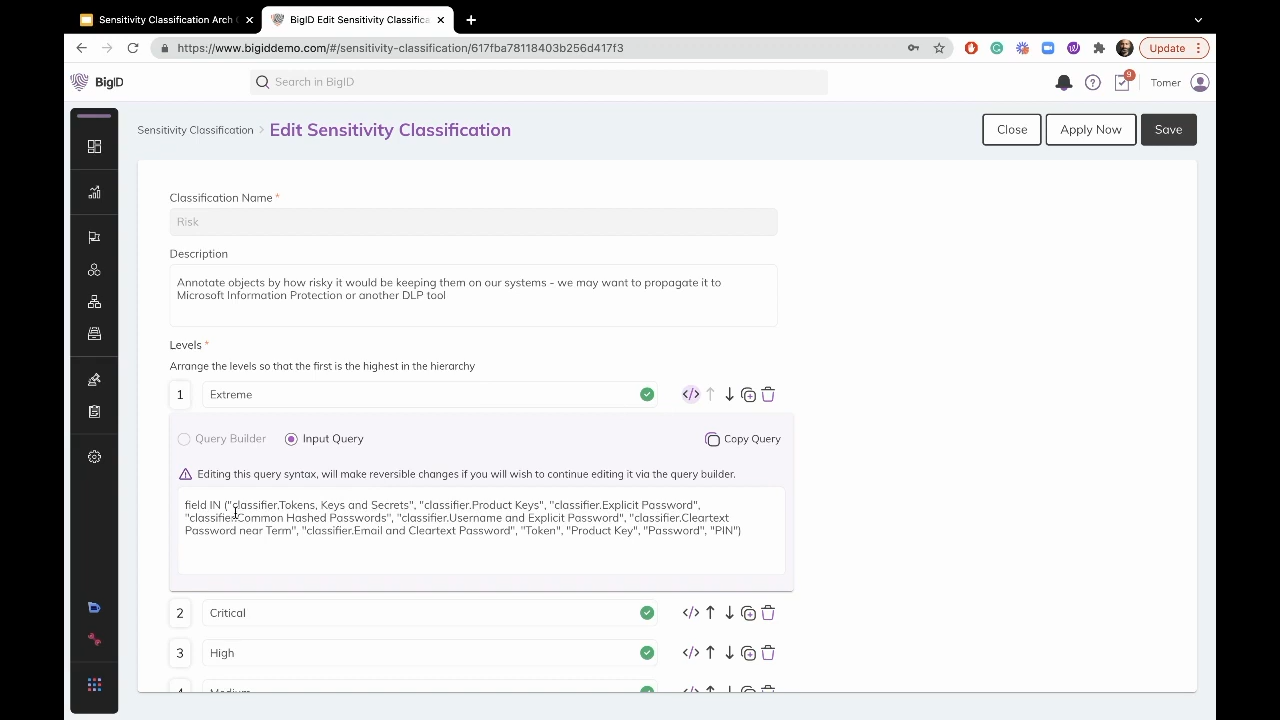 Sensitivity Classification Arch
BigID Edit Sensitivity Classifica
https://www.bigiddemo.com/#/sensitivity-classification/617fba78118403b256d417f3
Update
BigID
Search in BigID
9
Tomer
Sensitivity Classification > Edit Sensitivity Classification
Close
Apply Now
Save
Classification Name *
Risk
Description
Annotate objects by how risky it would be keeping them on our systems - we may want to propagate it to
Microsoft Information Protection or another DLP tool
Levels *
Arrange the levels so that the first is the highest in the hierarchy
1 Extreme
Query Builder
Input Query
Copy Query
Editing this query syntax, will make reversible changes if you will wish to continue editing it via the query builder.
field IN ("classifier.Tokens, Keys and Secrets", "classifier.Product Keys", "classifier.Explicit Password",
"classifier.Common Hashed Passwords", "classifier.Username and Explicit Password", "classifier.Cleartext
Password near Term", "classifier.Email and Cleartext Password", "Token", "Product Key", "Password", "PIN")
2 Critical
3 High
4 Medium